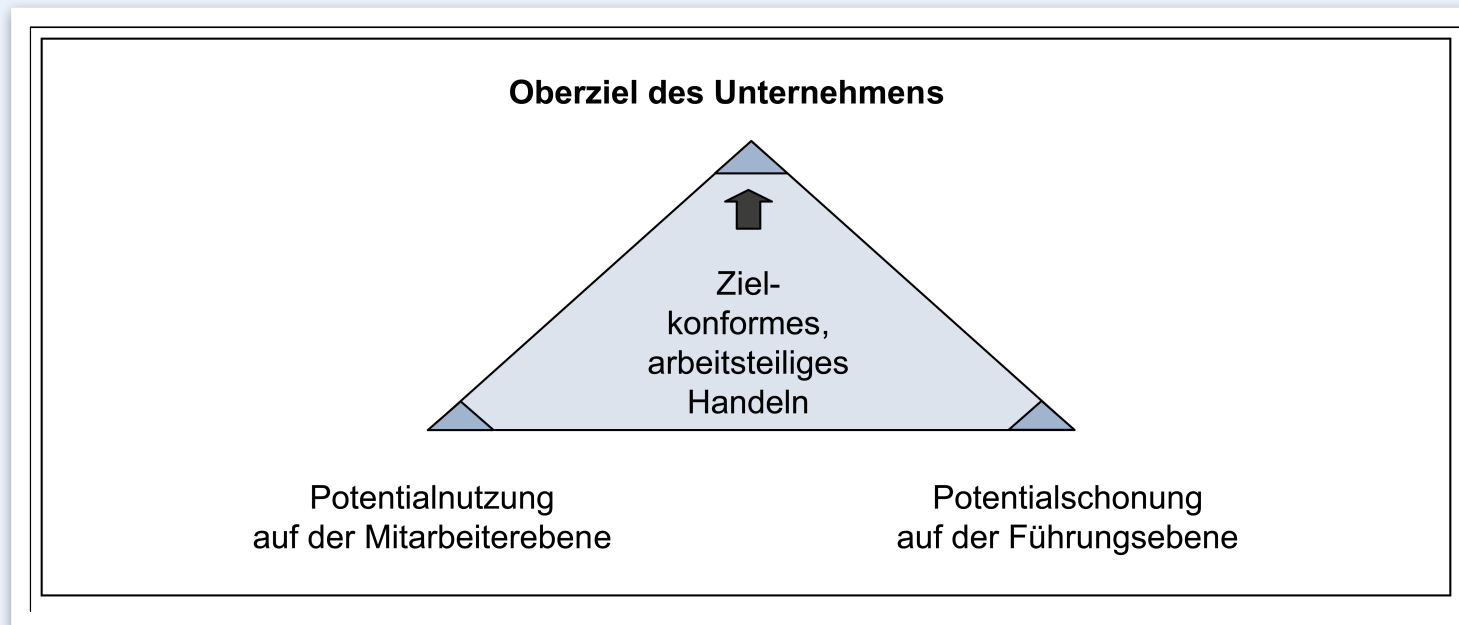 Oberziel des Unternehmens
Ziel-
konformes,
arbeitsteiliges
Handeln
Potentialnutzung
auf der Mitarbeiterebene
Potentialschonung
auf der Führungsebene